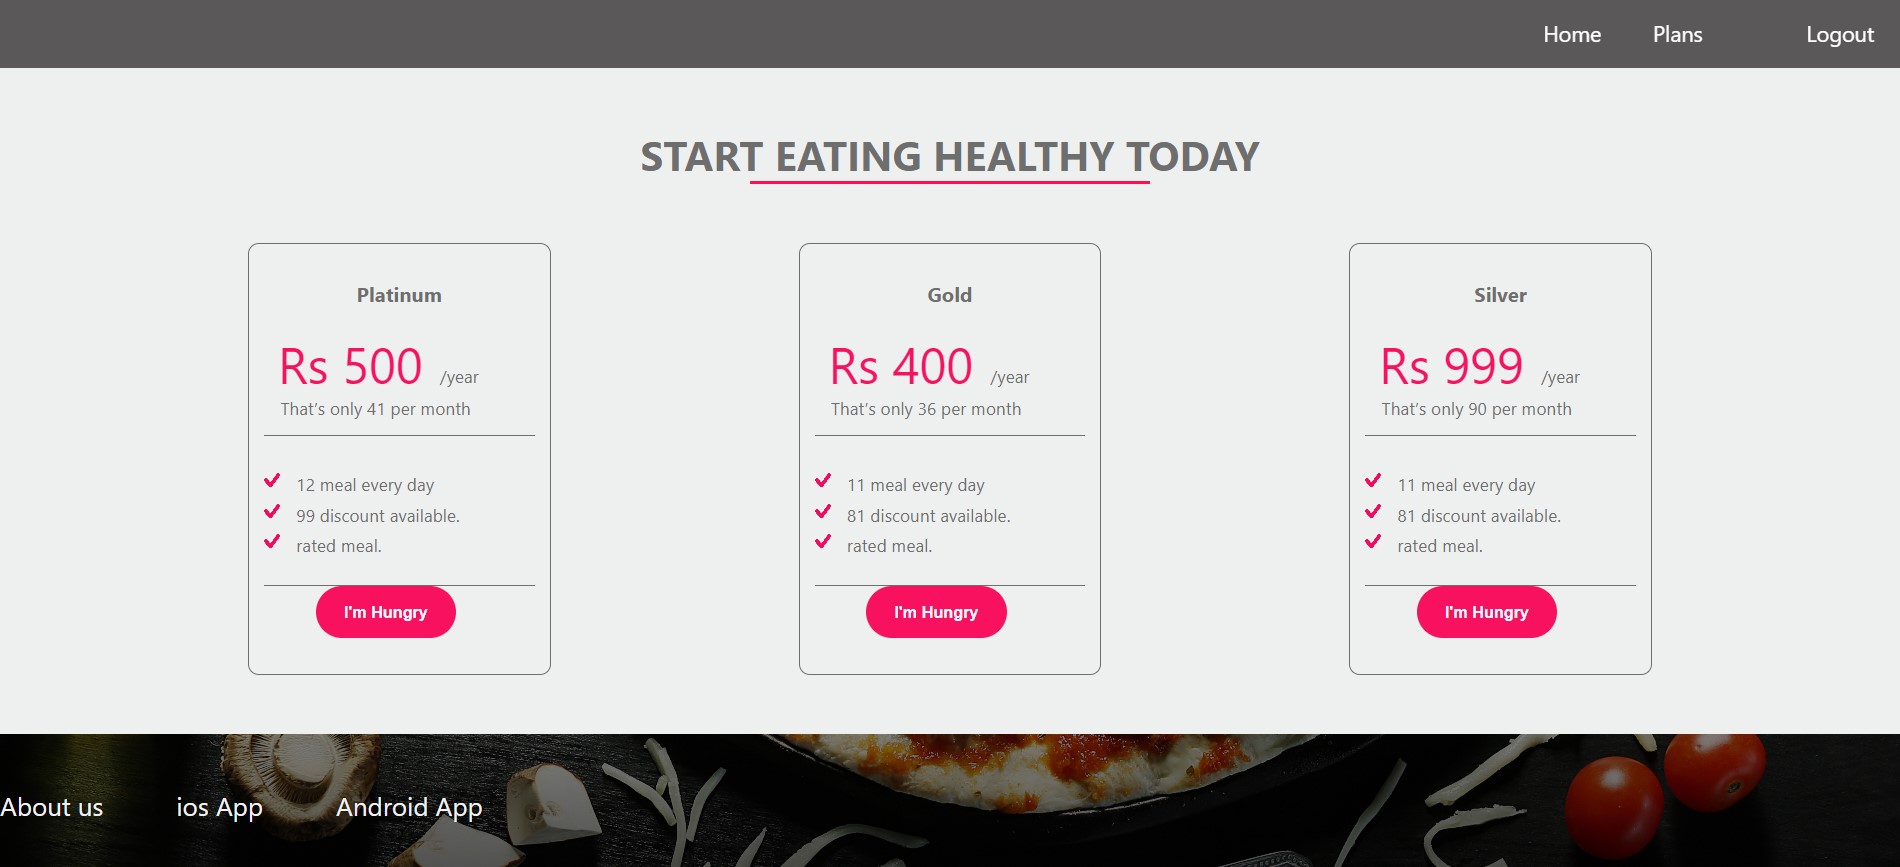 Home Plans Logout
START EATING HEALTHY TODAY
Platinum
Rs 500 /year
That's only 41 per month
12 meal every day
99 discount available.
rated meal.
I'm Hungry
Gold
Rs 400 /year
That's only 36 per month
11 meal every day
81 discount available.
rated meal.
I'm Hungry
Silver
Rs 999 /year
That's only 90 per month
11 meal every day
81 discount available.
rated meal.
I'm Hungry
About us ios App Android App